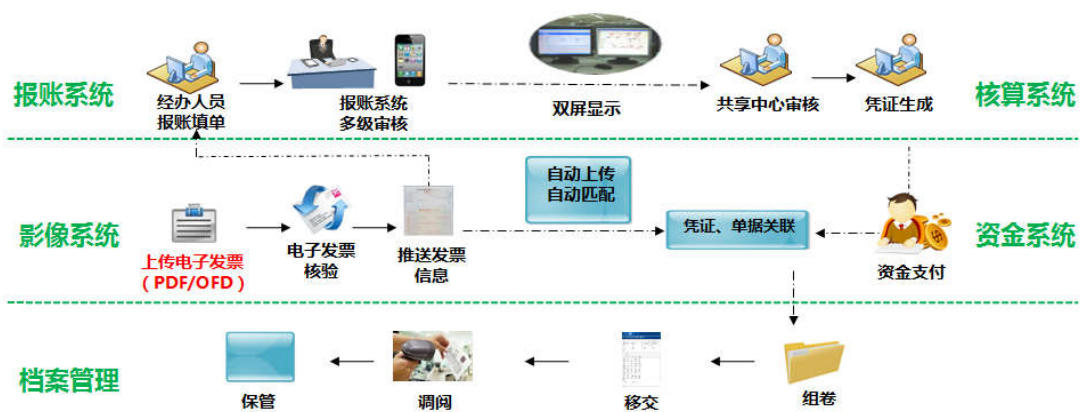 报账系统
经办人员
报账填单
报账系统
多级审核
双屏显示
共享中心审核
凭证生成
核算系统
影像系统
上传电子发票
(PDF/OFD)
电子发票
核验
推送发票
信息
自动上传
自动匹配
凭证、单据关联
资金支付
资金系统
档案管理
保管
调阅
移交
组卷